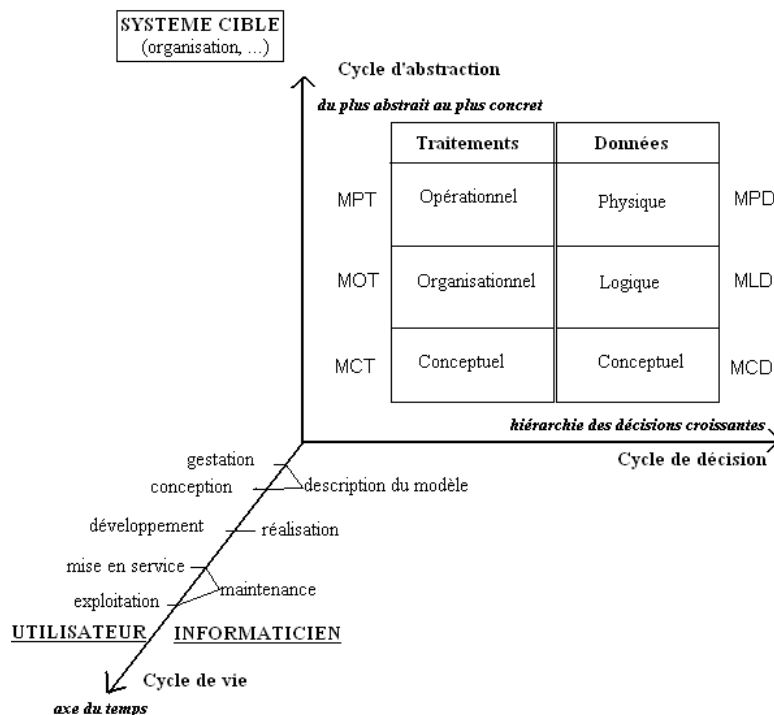 SYSTEME CIBLE
(organisation, ...)
Cycle d'abstraction
du plus abstrait au plus concret
Traitements Données
MPT Opérationnel Physique MPD
MOT Organisationnel Logique MLD
MCT Conceptuel Conceptuel MCD
hiérarchie des décisions croissantes
Cycle de décision
gestation
conception description du modèle
développement réalisation
mise en service
maintenance
exploitation
UTILISATEUR INFORMATICIEN
Cycle de vie
axe du temps